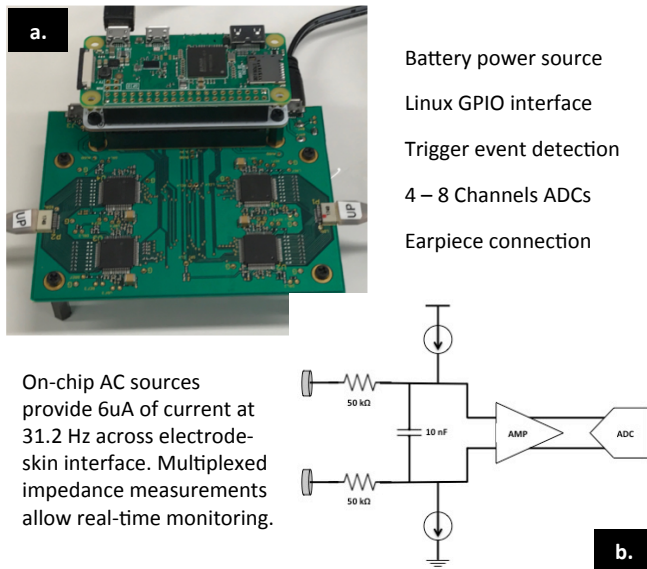 a.
Battery power source
Linux GPIO interface
Trigger event detection
4 – 8 Channels ADCs
Earpiece connection
UP
UP
On-chip AC sources
provide 6uA of current at
31.2 Hz across electrode-
skin interface. Multiplexed
impedance measurements
allow real-time monitoring.
50 kΩ
10 nF
AMP
ADC
50 kΩ
b.